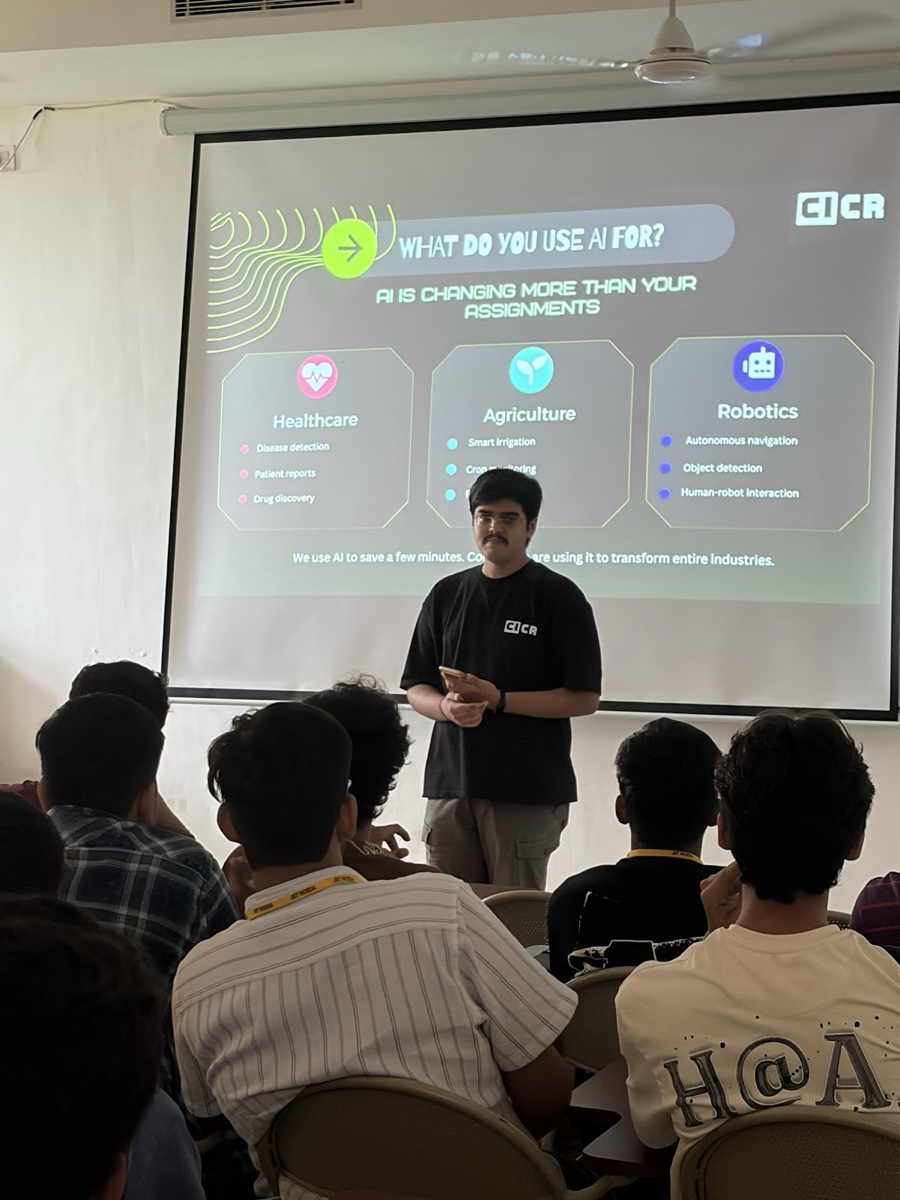 CICR
WHAT DO YOU USE AI FOR?
AI IS CHANGING MORE THAN YOUR
ASSIGNMENTS
Healthcare
Disease detection
Patient reports
Drug discovery
Agriculture
Smart irrigation
Crop
Robotics
Autonomous navigation
Object detection
Human-robot interaction
We use AI to save a few minutes. are using it to transform entire industries.
CICR
H@A